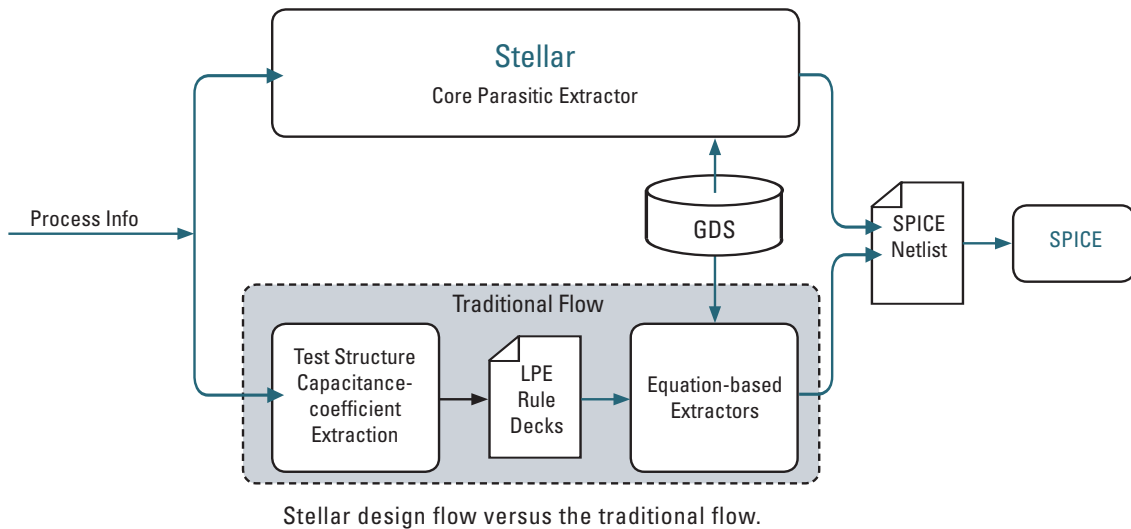 Stellar
Core Parasitic Extractor
Process Info
GDS
SPICE
Netlist
SPICE
Traditional Flow
Test Structure
Capacitance-
coefficient
Extraction
LPE
Rule
Decks
Equation-based
Extractors
Stellar design flow versus the traditional flow.